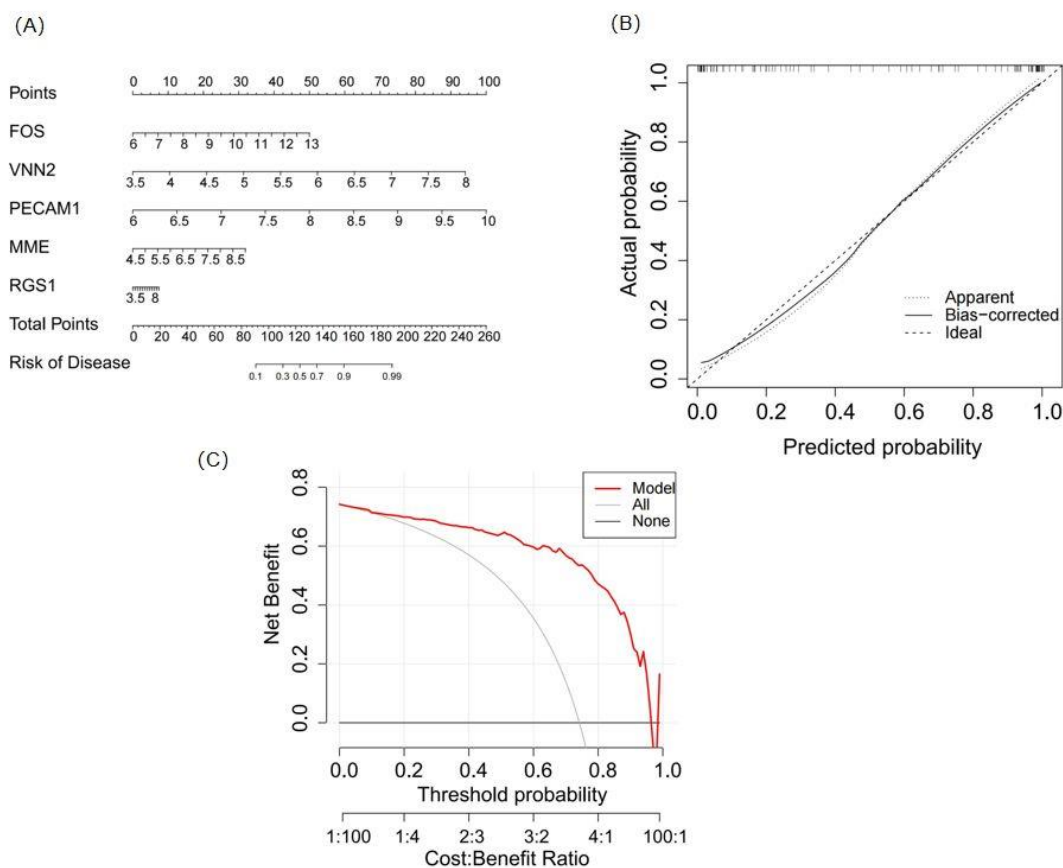 (A)
0 10 20 30 40 50 60 70 80 90 100
Points
FOS
6 7 8 9 10 11 12 13
VNN2
3.5 4 4.5 5 5.5 6 6.5 7 7.5 8
PECAM1
6 6.5 7 7.5 8 8.5 9 9.5 10
MME
4.5 5.5 6.5 7.5 8.5
RGS1
3.5 8
Total Points
0 20 40 60 80 100 120 140 160 180 200 220 240 260
Risk of Disease
0.1 0.3 0.5 0.7 0.9 0.99
(B)
Actual probability
1.0
0.8
0.6
0.4
0.2
0.0
Apparent
Bias-corrected
Ideal
0.0 0.2 0.4 0.6 0.8 1.0
Predicted probability
(C)
Net Benefit
0.8
0.6
0.4
0.2
0.0
Model
All
None
0.0 0.2 0.4 0.6 0.8 1.0
Threshold probability
1:100 1:4 2:3 3:2 4:1 100:1
Cost:Benefit Ratio